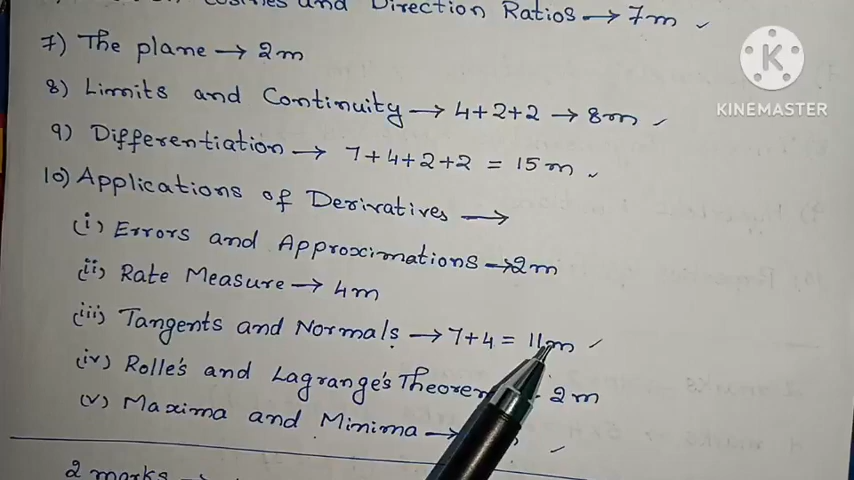 Cosines and Direction Ratios → 7m ✓
7) The plane → 2m
8) Limits and Continuity → 4+2+2 → 8m ✓
9) Differentiation → 7+4+2+2 = 15m ✓
10) Applications of Derivatives →
(i) Errors and Approximations → 2m
(ii) Rate Measure → 4m
(iii) Tangents and Normals → 7+4 = 11m ✓
(iv) Rolle's and Lagrange's Theorem 2m
(v) Maxima and Minima → ✓
2 marks →
KINEMASTER